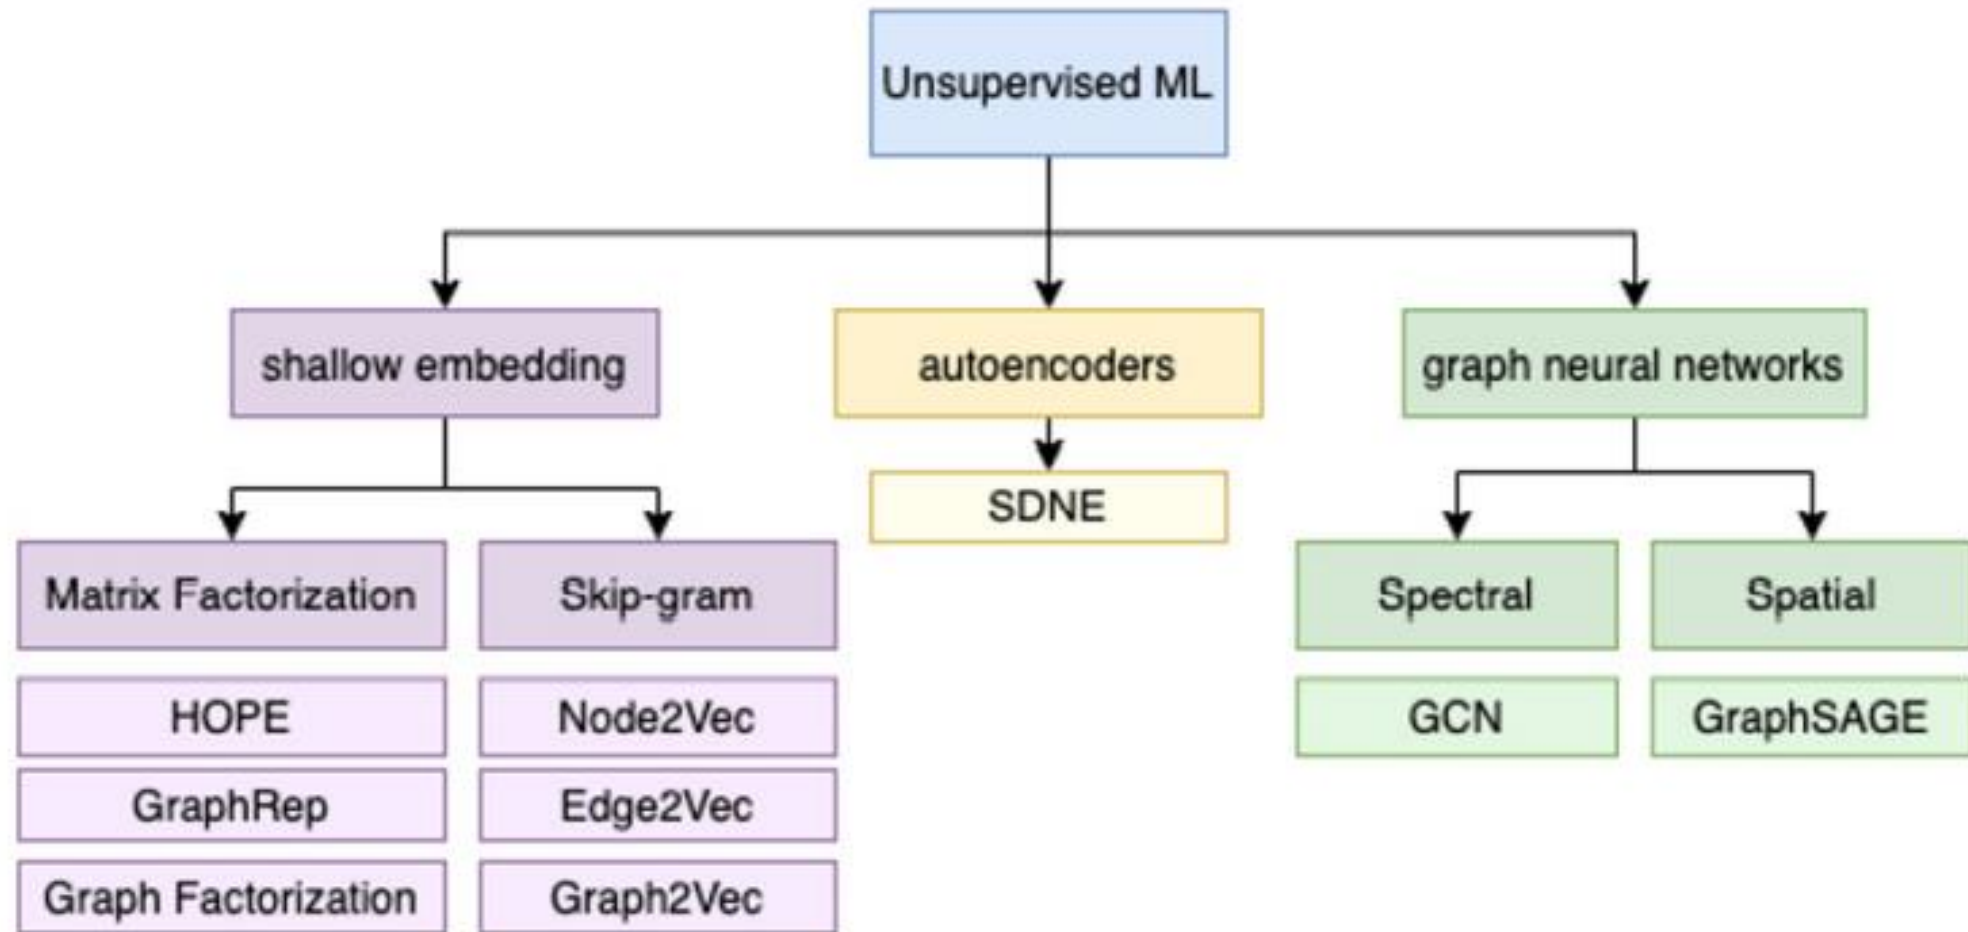 Unsupervised ML
shallow embedding
autoencoders
graph neural networks
SDNE
Matrix Factorization
Skip-gram
Spectral
Spatial
HOPE
Node2Vec
GCN
GraphSAGE
GraphRep
Edge2Vec
Graph Factorization
Graph2Vec